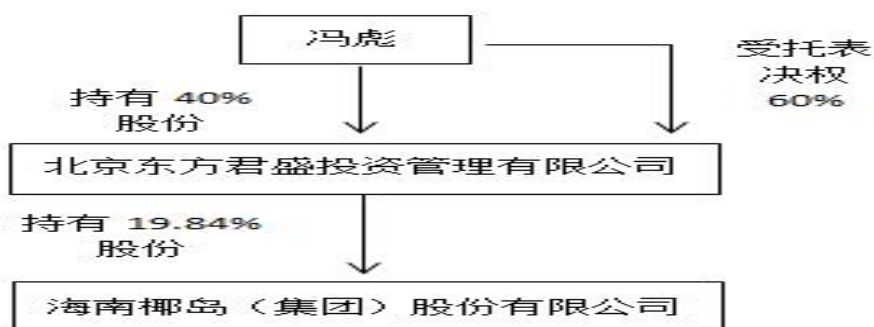 冯彪
受托表
决权
60%
持有 40%
股份
北京东方君盛投资管理有限公司
持有 19.84%
股份
海南椰岛（集团）股份有限公司